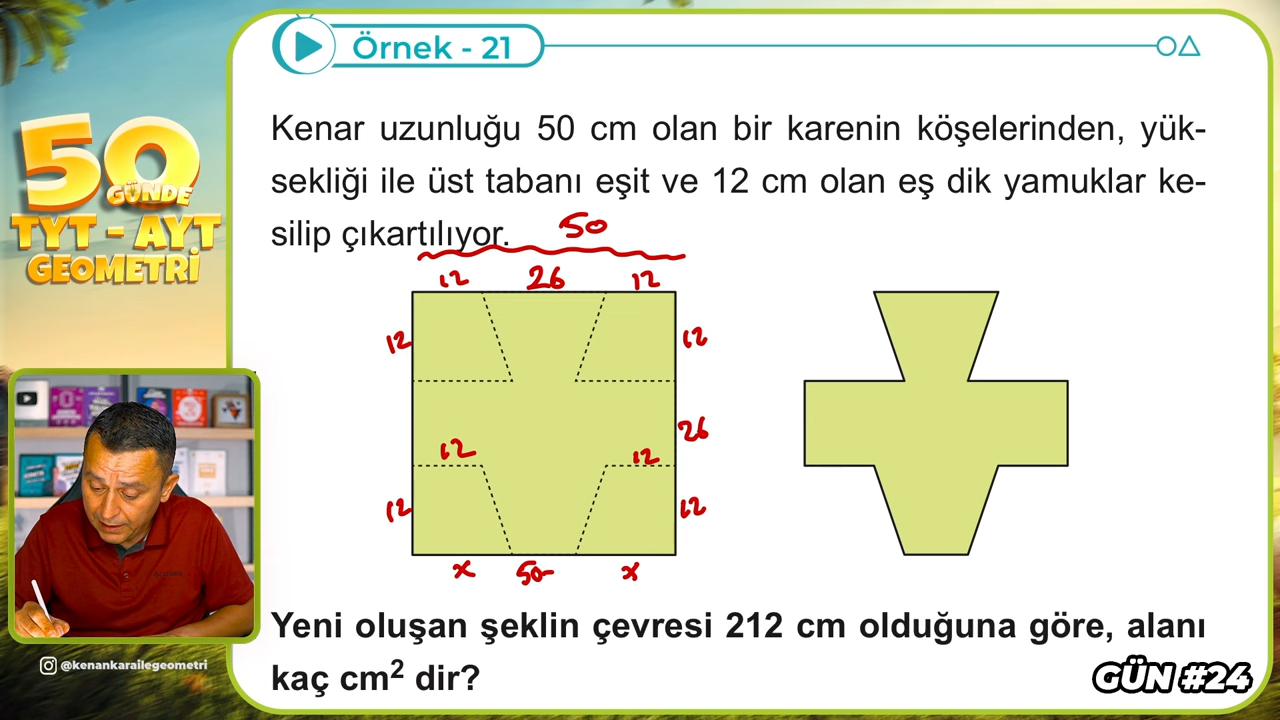 Örnek - 21
50
GÜNDE
TYT - AYT
GEOMETRİ
Kenar uzunluğu 50 cm olan bir karenin köşelerinden, yük-
sekliği ile üst tabanı eşit ve 12 cm olan eş dik yamuklar ke-
silip çıkartılıyor.
50
12 26 12
12 12
26
12 12
12 12
x 50- x
Yeni oluşan şeklin çevresi 212 cm olduğuna göre, alanı
kaç cm² dir?
@kenankarailegeometri
GÜN #24